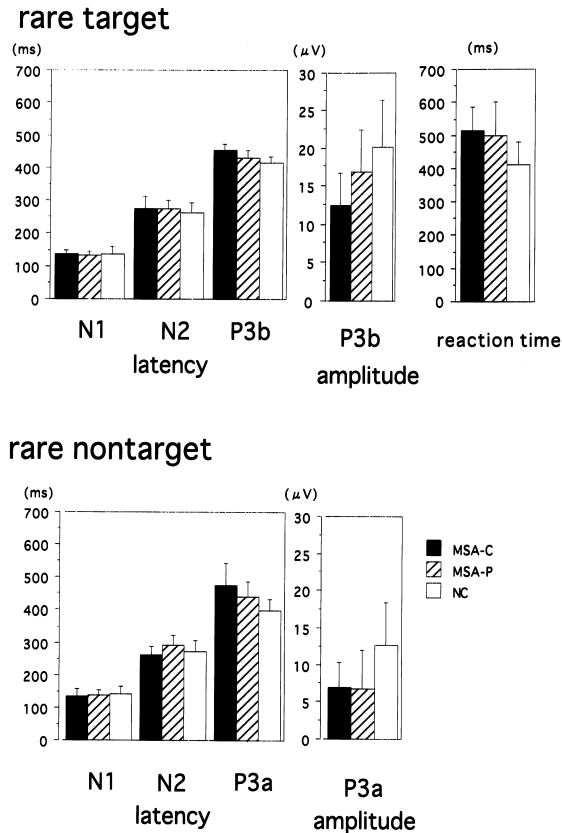 rare target
(ms) (μV) (ms)
700 30 700
600 25 600
500 20 500
400 15 400
300 10 300
200 5 200
100 0 100
0 0
N1 N2 P3b P3b reaction time
latency amplitude
rare nontarget
(ms) (μV)
700 30
600 25
500 20
400 15
300 10
200 5
100 0
0
MSA-C
MSA-P
NC
N1 N2 P3a P3a
latency amplitude